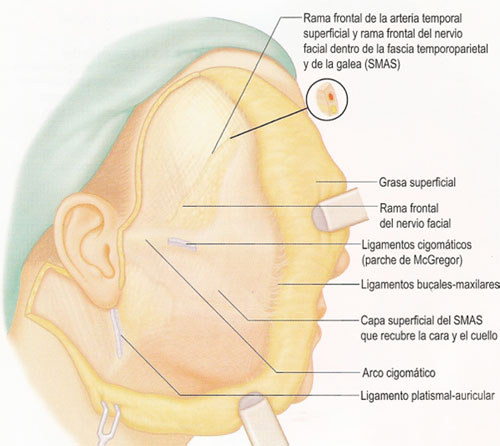 Rama frontal de la arteria temporal
superficial y rama frontal del nervio
facial dentro de la fascia temporoparietal
y de la galea (SMAS)
Grasa superficial
Rama frontal
del nervio facial
Ligamentos cigomáticos
(parche de McGregor)
Ligamentos bucales-maxilares
Capa superficial del SMAS
que recubre la cara y el cuello
Arco cigomático
Ligamento platismal-auricular